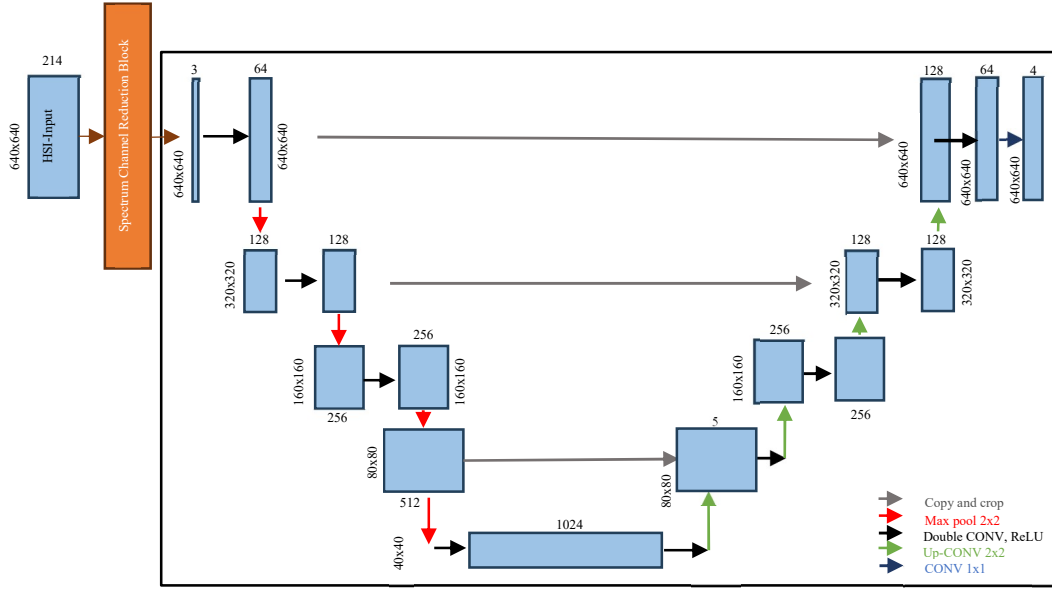 214
HSI-Input
640x640
Spectrum Channel Reduction Block
3
640x640
64
640x640
128
640x640
64
640x640
4
640x640
128
320x320
128
128
320x320
128
320x320
160x160
256
256
160x160
256
160x160
256
80x80
512
5
80x80
40x40
1024
Copy and crop
Max pool 2x2
Double CONV, ReLU
Up-CONV 2x2
CONV 1x1